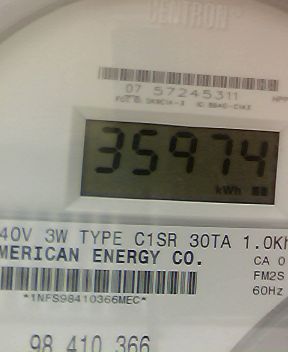 CENTRON
07 57245311
35974
kWh
40V 3W TYPE C1SR 30TA 1.0Kh
MERICAN ENERGY CO.
CA 0
FM2S
60Hz
*1NFS98410366MEC*
98 410 366